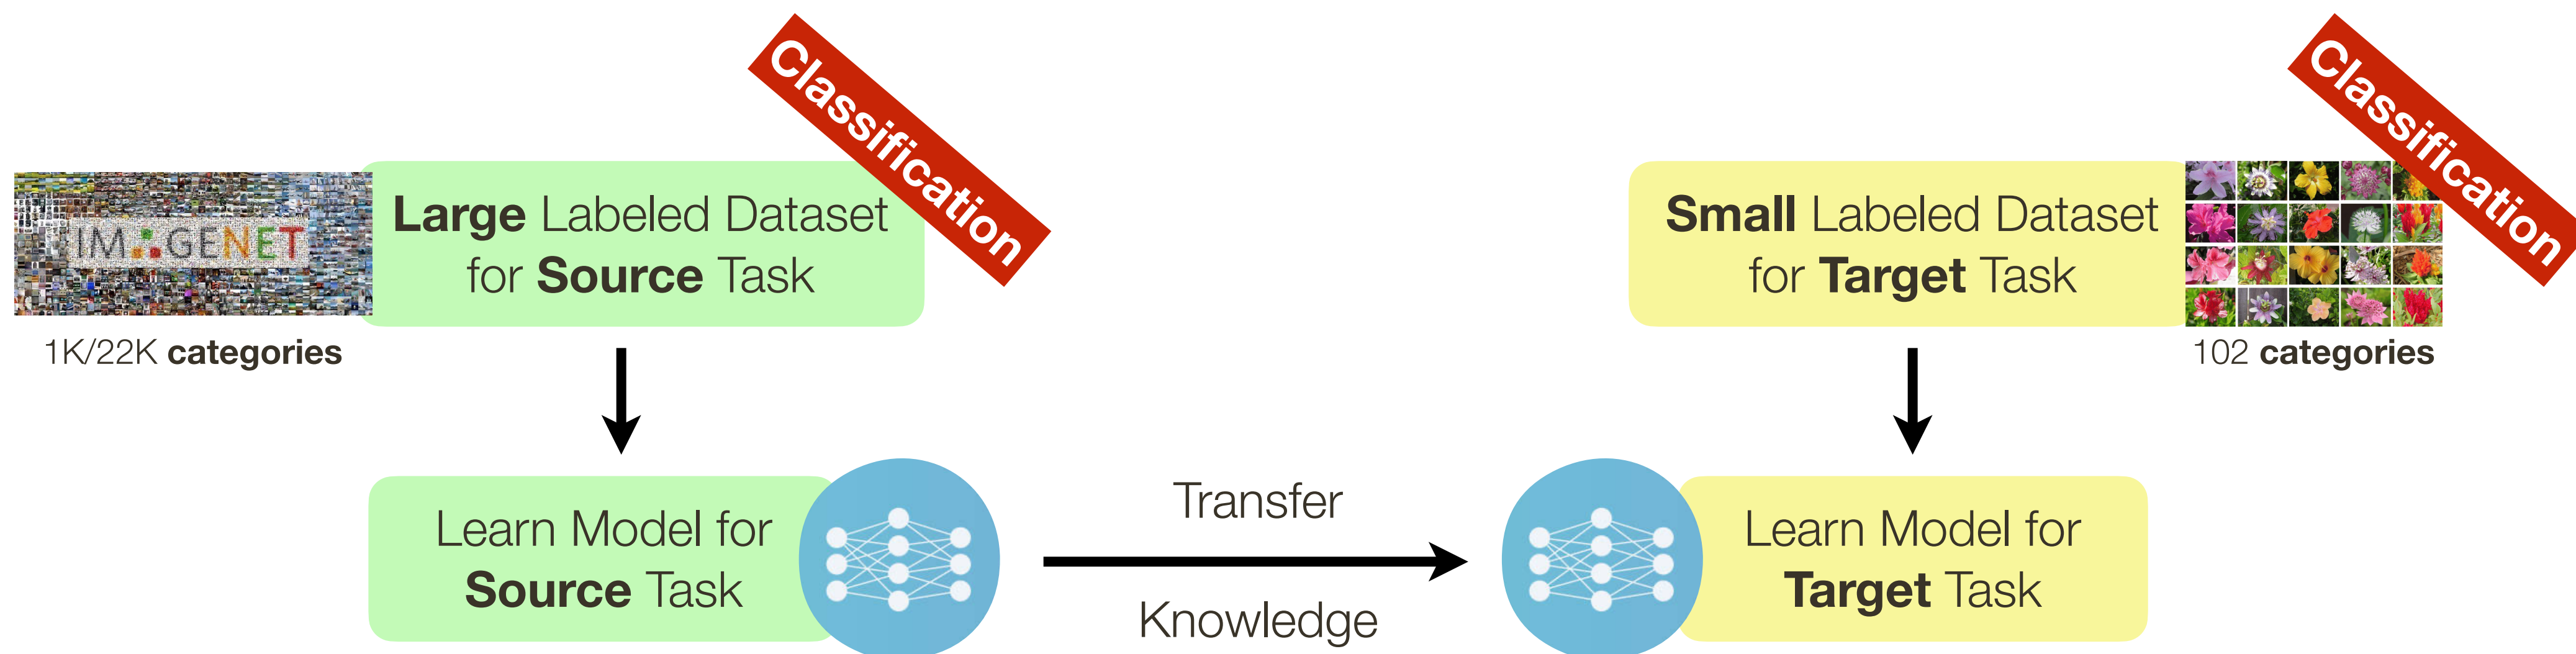 Classification
Classification
IMAGENET
Large Labeled Dataset
for Source Task
Small Labeled Dataset
for Target Task
1K/22K categories
102 categories
Learn Model for
Source Task
Transfer
Knowledge
Learn Model for
Target Task